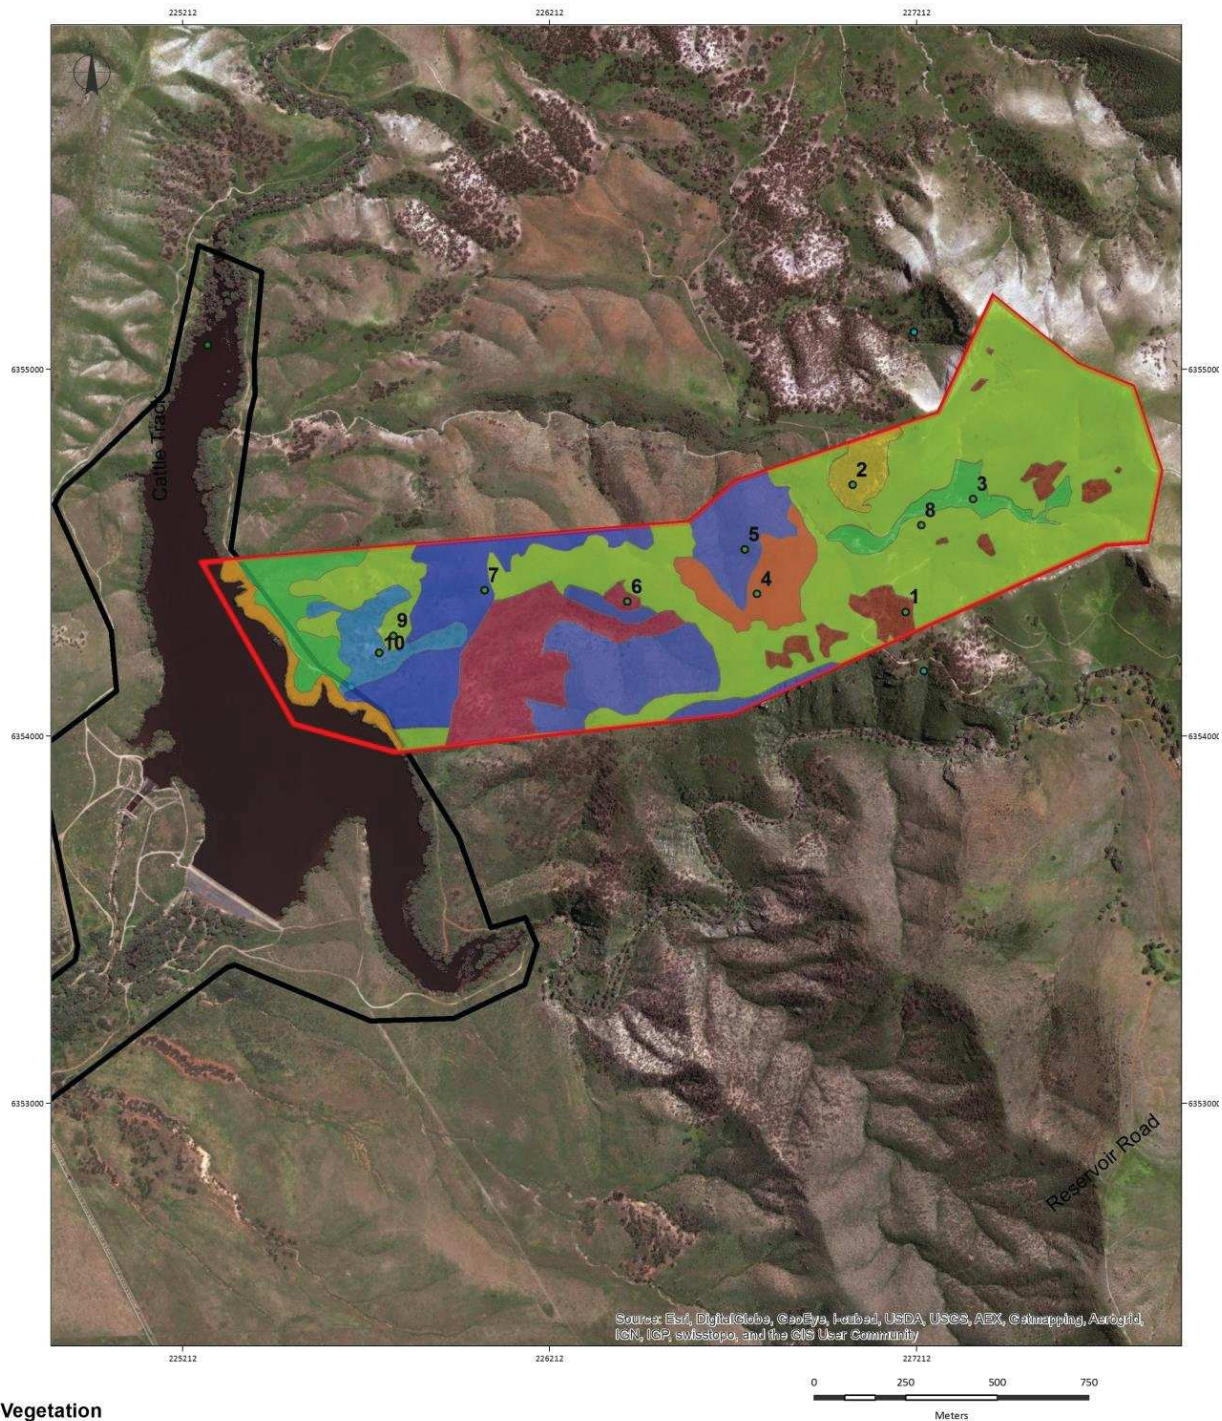 225212 226212 227212
N
6355000 6355000
Cattle Track
2
3
8
5
7
4
6
1
9
10
6354000 6354000
6353000 6353000
Reservoir Road
Source: Esri, DigitalGlobe, GeoEye, i-cubed, USDA, USGS, AEX, Getmapping, Aerogrid,
IGN, IGP, swisstopo, and the GIS User Community
225212 226212 227212
0 250 500 750
Meters
Vegetation